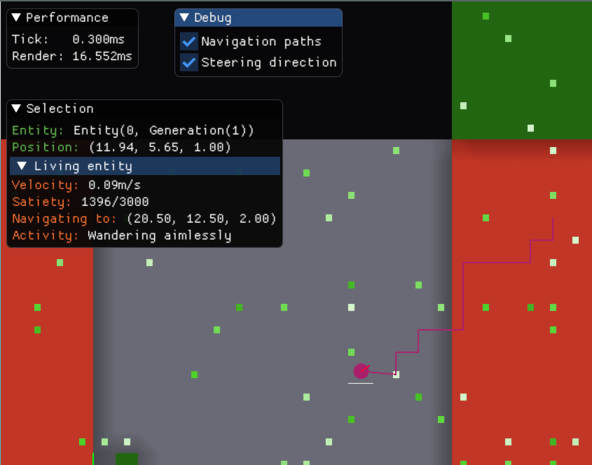 Performance
Tick: 0.300ms
Render: 16.552ms
Debug
Navigation paths
Steering direction
Selection
Entity: Entity(0, Generation(1))
Position: (11.94, 5.65, 1.00)
Living entity
Velocity: 0.09m/s
Satiety: 1396/3000
Navigating to: (20.50, 12.50, 2.00)
Activity: Wandering aimlessly